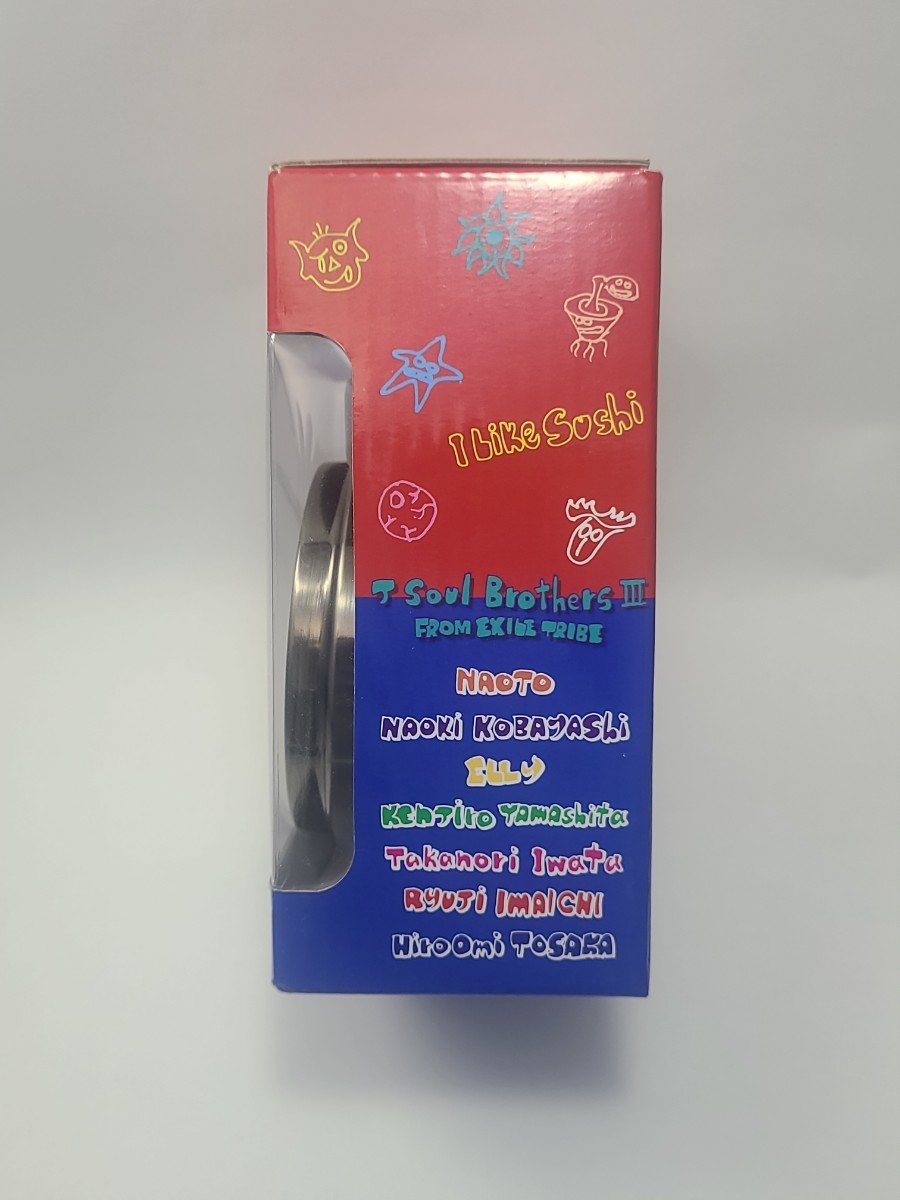 I Like Sushi
J Soul Brothers III
FROM EXILE TRIBE
NAOTO
NAOKI KOBAYASHi
ELLY
KENJiro YAMAShita
Takanori Iwata
RYUJi IMAICHI
HiroOmi TOSAKA